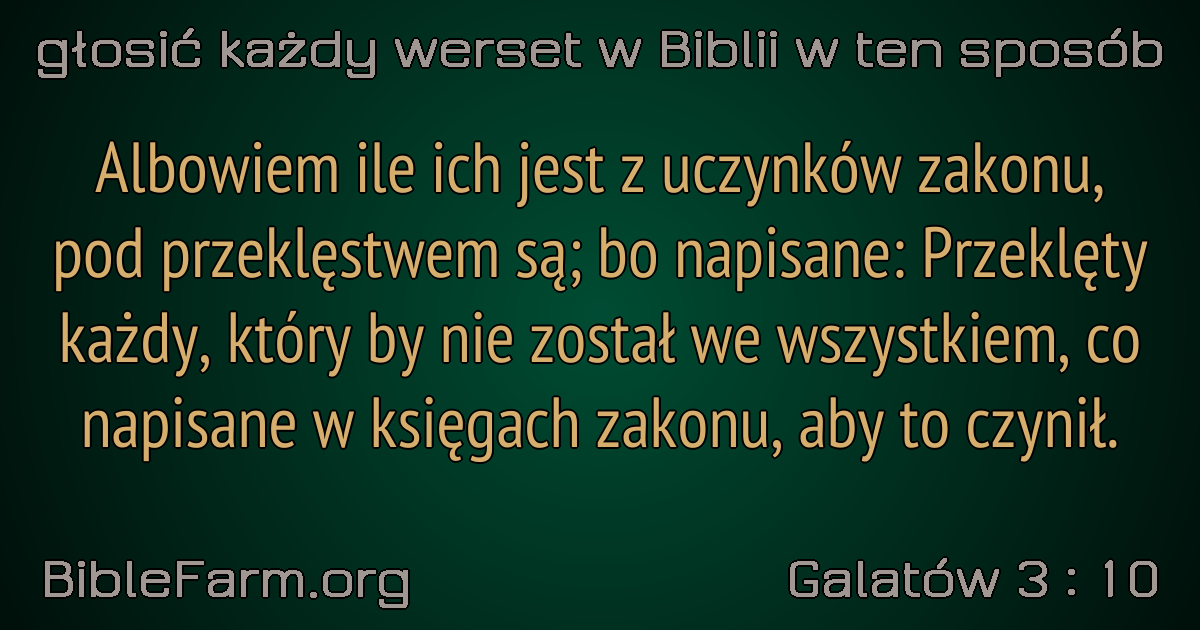 głosić każdy werset w Biblii w ten sposób
Albowiem ile ich jest z uczynków zakonu,
pod przeklęstwem są; bo napisane: Przeklęty
każdy, który by nie został we wszystkiem, co
napisane w księgach zakonu, aby to czynił.
BibleFarm.org
Galatów 3 : 10